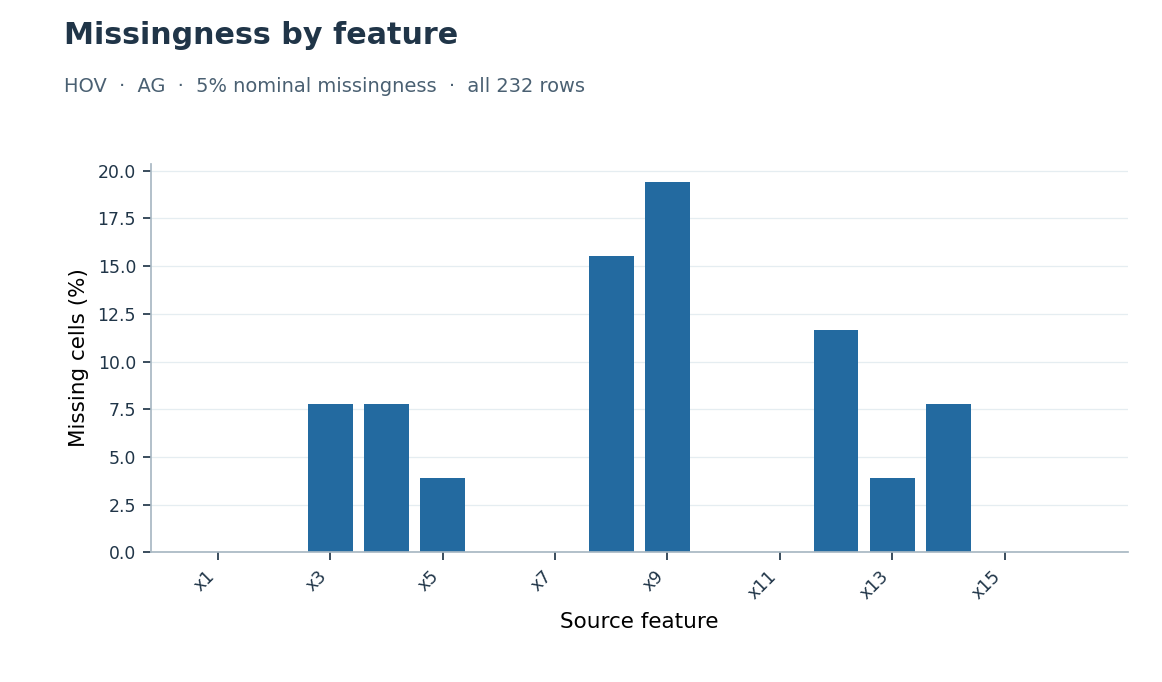 Missingness by feature
HOV · AG · 5% nominal missingness · all 232 rows
20.0
17.5
15.0
12.5
10.0
7.5
5.0
2.5
0.0
Missing cells (%)
x1 x3 x5 x7 x9 x11 x13 x15
Source feature